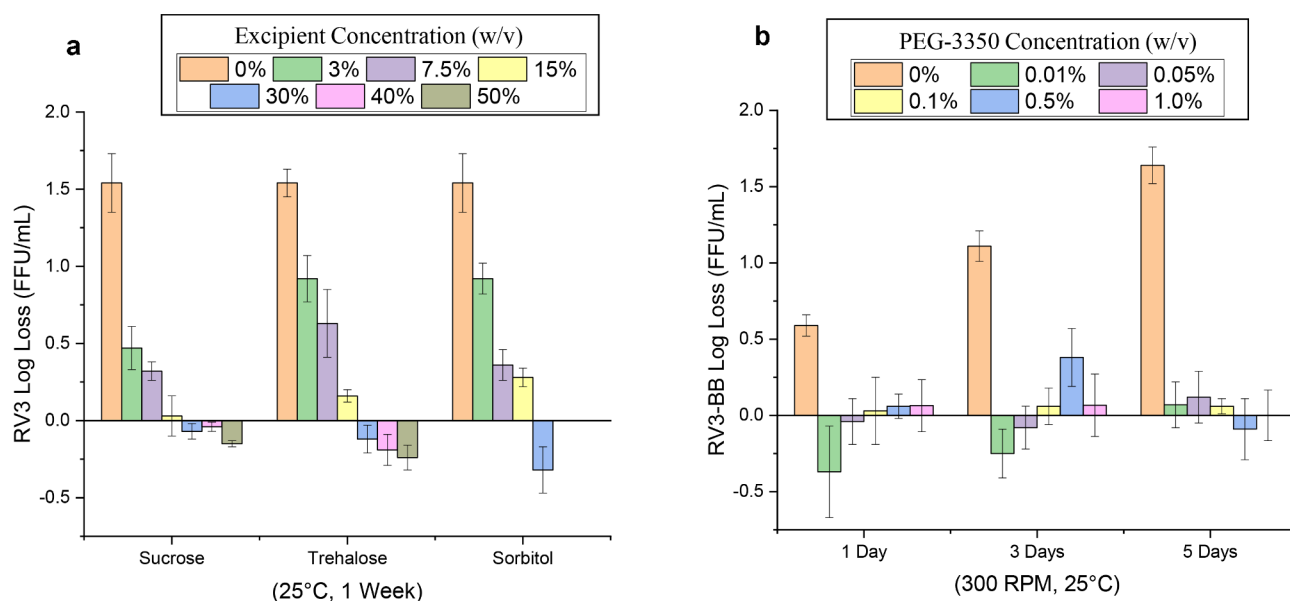 a
Excipient Concentration (w/v)
0% 3% 7.5% 15%
30% 40% 50%
RV3 Log Loss (FFU/mL)
2.0
1.5
1.0
0.5
0.0
-0.5
Sucrose Trehalose Sorbitol
(25°C, 1 Week)
b
PEG-3350 Concentration (w/v)
0% 0.01% 0.05%
0.1% 0.5% 1.0%
RV3-BB Log Loss (FFU/mL)
2.0
1.5
1.0
0.5
0.0
-0.5
1 Day 3 Days 5 Days
(300 RPM, 25°C)